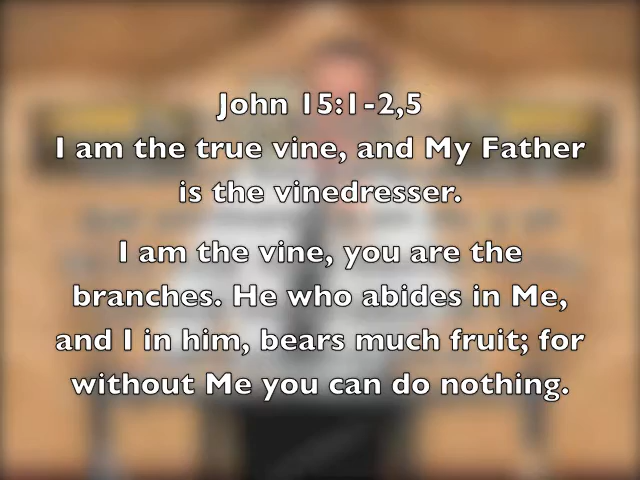 John 15:1-2,5
I am the true vine, and My Father
is the vinedresser.
I am the vine, you are the
branches. He who abides in Me,
and I in him, bears much fruit; for
without Me you can do nothing.